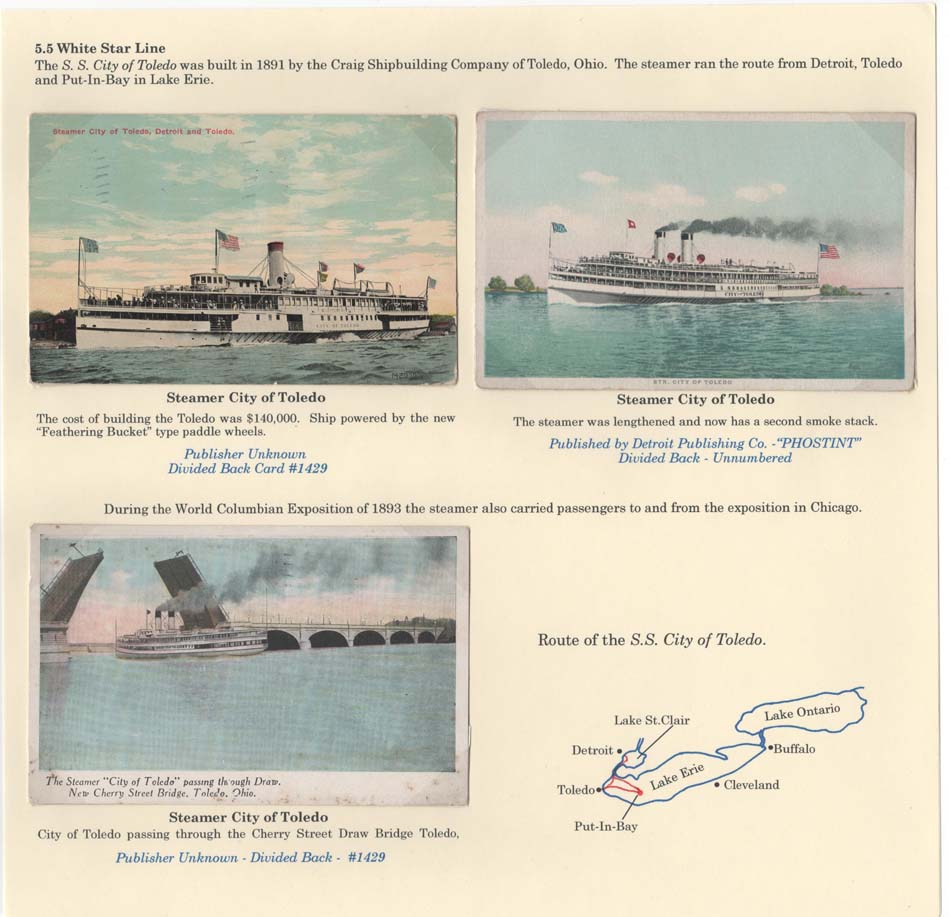 5.5 White Star Line
The S. S. City of Toledo was built in 1891 by the Craig Shipbuilding Company of Toledo, Ohio. The steamer ran the route from Detroit, Toledo
and Put-In-Bay in Lake Erie.
Steamer City of Toledo, Detroit and Toledo.
CITY OF TOLEDO
CITY OF TOLEDO
STR. CITY OF TOLEDO
Steamer City of Toledo
The cost of building the Toledo was $140,000. Ship powered by the new
“Feathering Bucket” type paddle wheels.
Publisher Unknown
Divided Back Card #1429
Steamer City of Toledo
The steamer was lengthened and now has a second smoke stack.
Published by Detroit Publishing Co. -“PHOSTINT”
Divided Back - Unnumbered
During the World Columbian Exposition of 1893 the steamer also carried passengers to and from the exposition in Chicago.
The Steamer "City of Toledo" passing through Draw.
New Cherry Street Bridge, Toledo, Ohio.
Steamer City of Toledo
City of Toledo passing through the Cherry Street Draw Bridge Toledo,
Publisher Unknown - Divided Back - #1429
Route of the S.S. City of Toledo.
Lake Ontario
Lake St.Clair
Detroit
Buffalo
Lake Erie
Cleveland
Toledo
Put-In-Bay